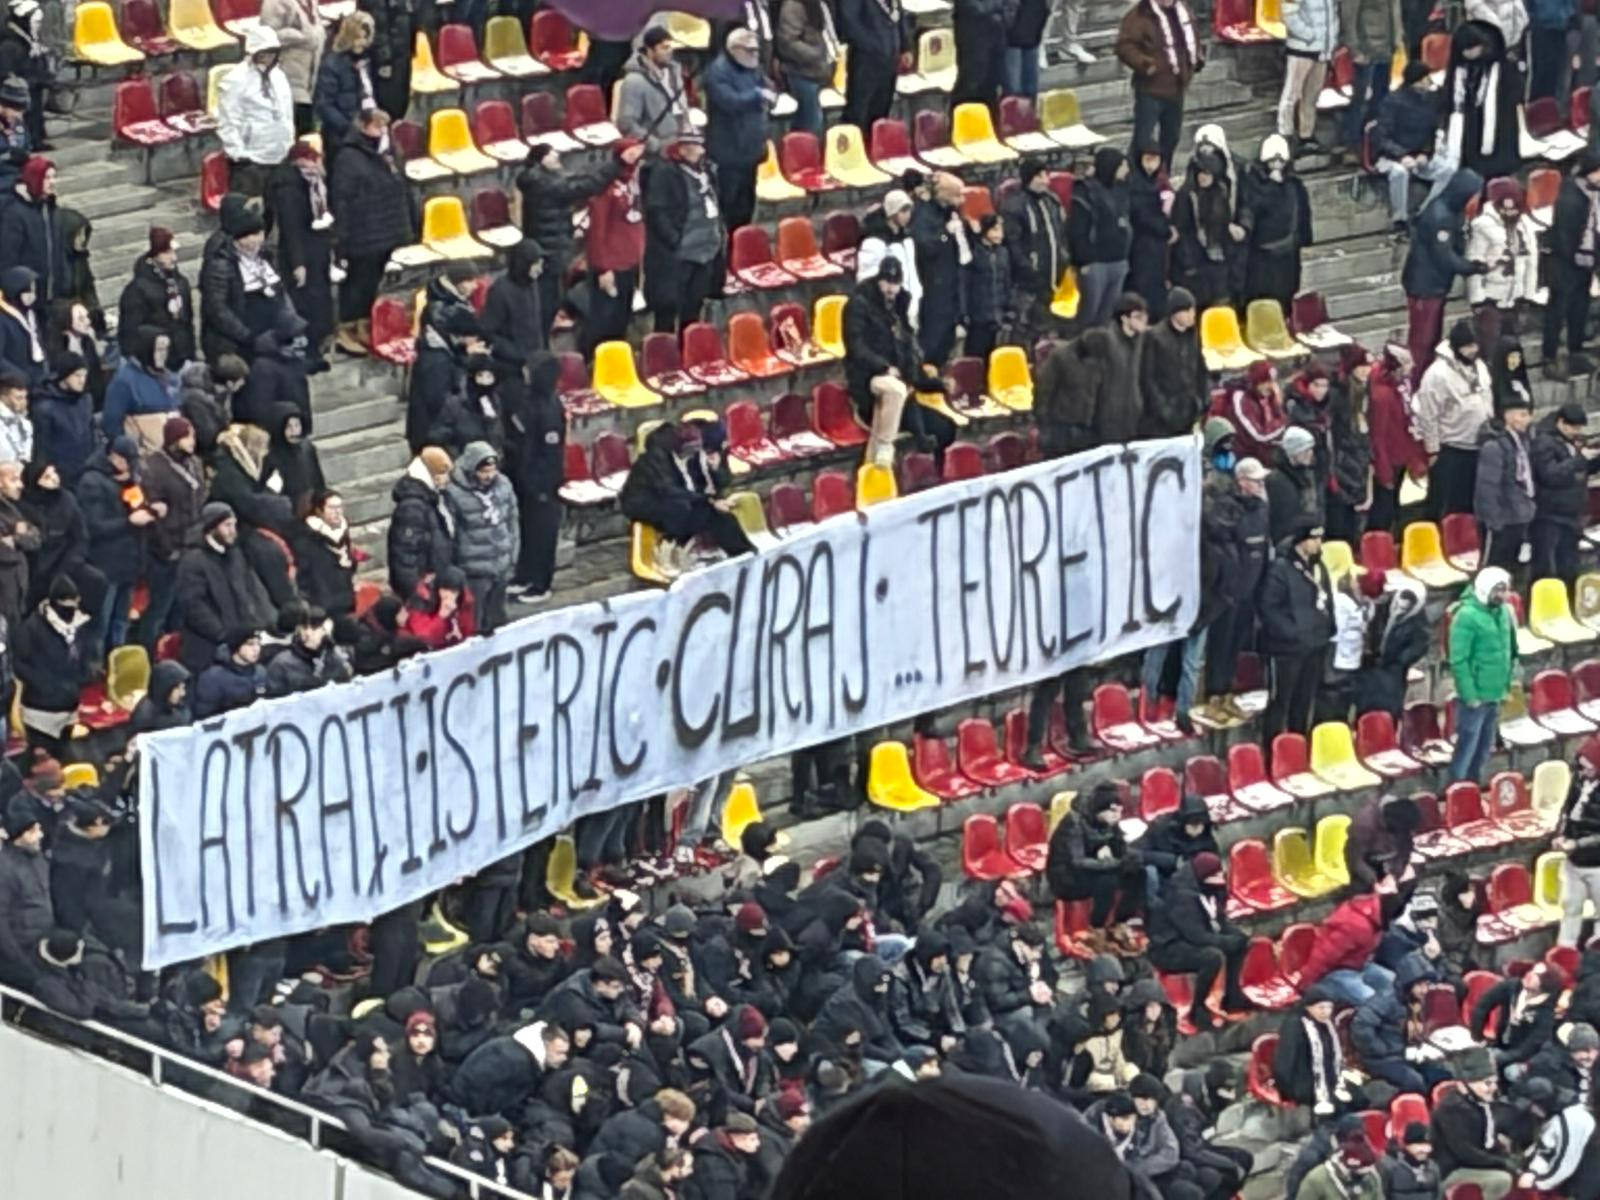 LĂTRAȚI ISTERIC · CURAJ · ...TEORETIC